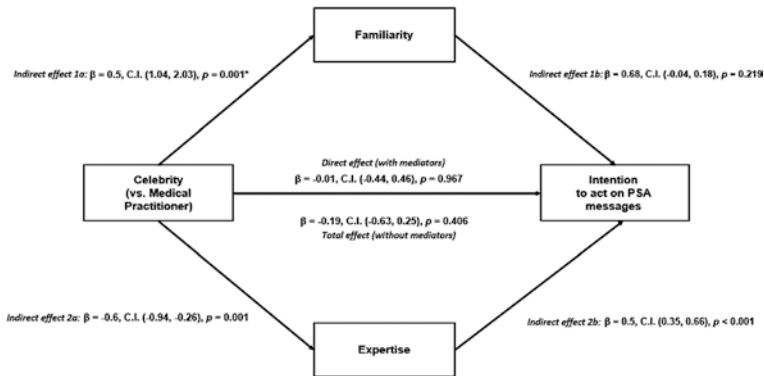 Familiarity
Indirect effect 1a: β = 0.5, C.I. (1.04, 2.03), p = 0.001*
Indirect effect 1b: β = 0.68, C.I. (-0.04, 0.18), p = 0.219
Celebrity
(vs. Medical
Practitioner)
Direct effect (with mediators)
β = -0.01, C.I. (-0.44, 0.46), p = 0.967
Intention
to act on PSA
messages
β = -0.19, C.I. (-0.63, 0.25), p = 0.406
Total effect (without mediators)
Indirect effect 2a: β = -0.6, C.I. (-0.94, -0.26), p = 0.001
Indirect effect 2b: β = 0.5, C.I. (0.35, 0.66), p < 0.001
Expertise